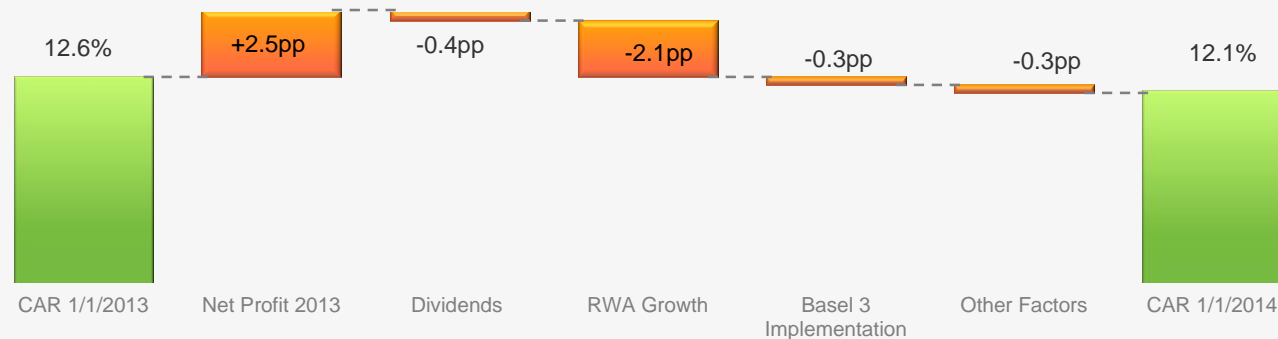 12.6%
+2.5pp
-0.4pp
-2.1pp
-0.3pp
-0.3pp
12.1%
CAR 1/1/2013
Net Profit 2013
Dividends
RWA Growth
Basel 3
Implementation
Other Factors
CAR 1/1/2014